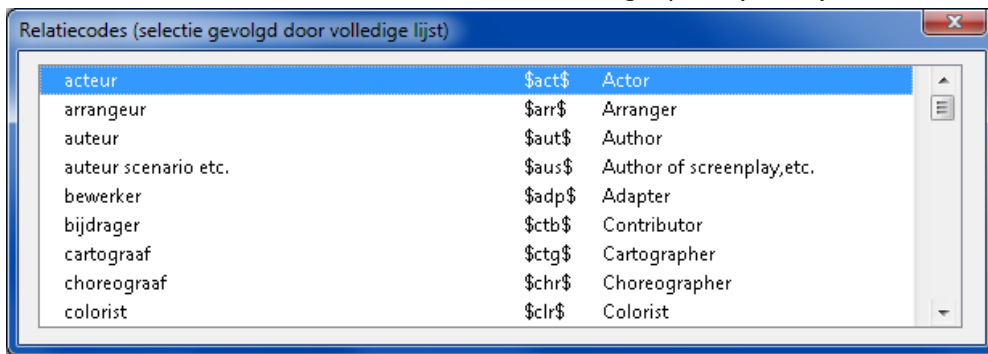 Relatiecodes (selectie gevolgd door volledige lijst)
acteur $act$ Actor
arrangeur $arr$ Arranger
auteur $aut$ Author
auteur scenario etc. $aus$ Author of screenplay,etc.
bewerker $adp$ Adapter
bijdrager $ctb$ Contributor
cartograaf $ctg$ Cartographer
choreograaf $chr$ Choreographer
colorist $clr$ Colorist